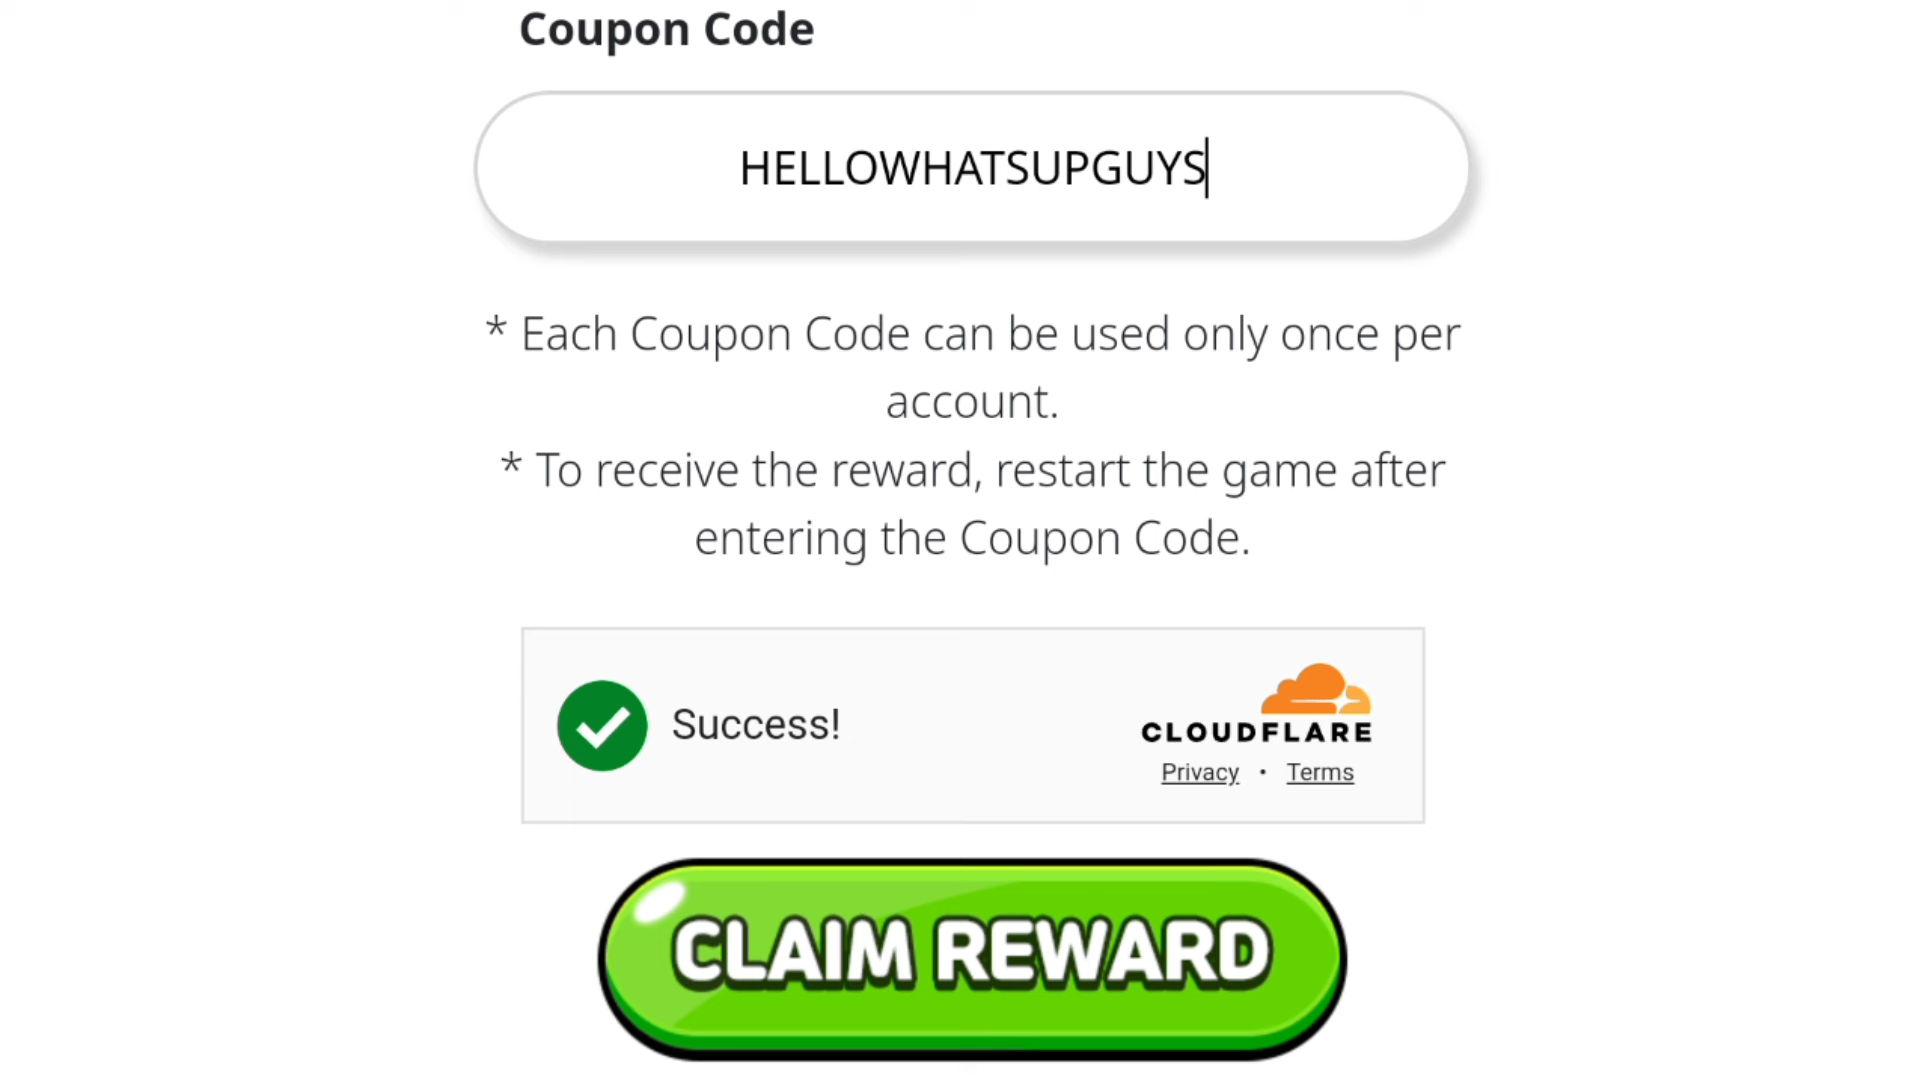 Coupon Code
HELLOWHATSUPGUYS
* Each Coupon Code can be used only once per
account.
* To receive the reward, restart the game after
entering the Coupon Code.
Success!
CLOUDFLARE
Privacy • Terms
CLAIM REWARD